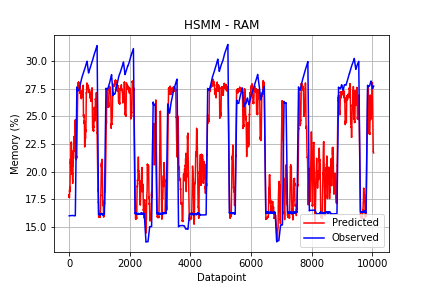 HSMM - RAM
30.0
27.5
25.0
22.5
20.0
17.5
15.0
Memory (%)
Predicted
Observed
0
2000
4000
6000
8000
10000
Datapoint